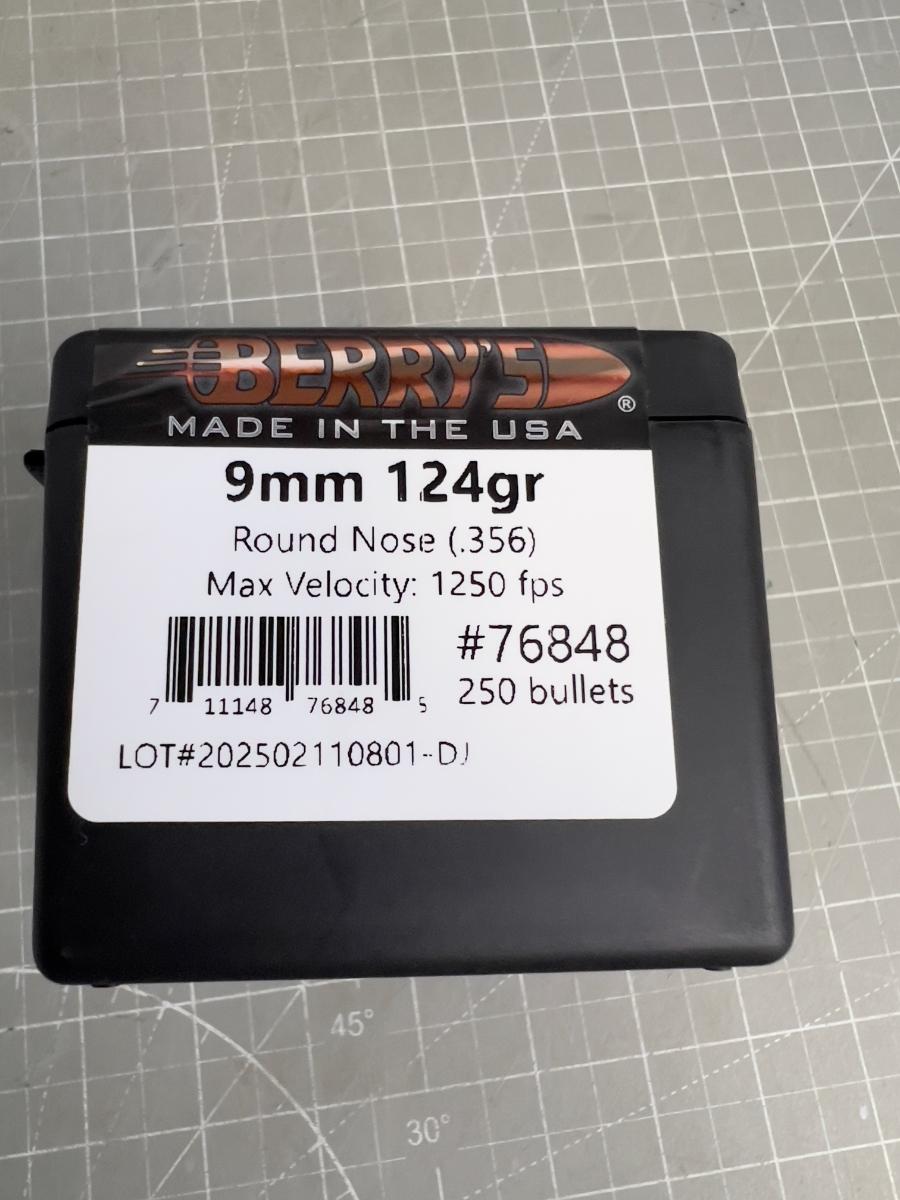 BERRY'S
®
MADE IN THE USA
9mm 124gr
Round Nose (.356)
Max Velocity: 1250 fps
#76848
250 bullets
7 11148 76848 5
LOT#202502110801-DJ
45°
30°